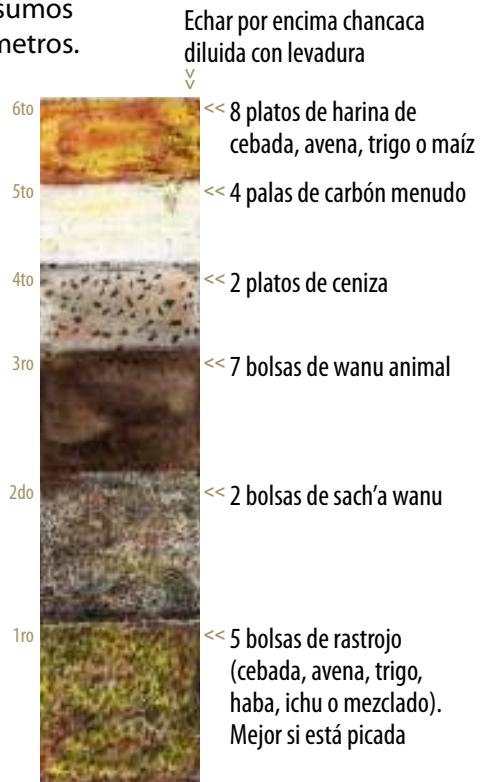 metros.
Echar por encima chancaca
diluida con levadura
>>
6to << 8 platos de harina de
cebada, avena, trigo o maíz
5to << 4 palas de carbón menudo
4to << 2 platos de ceniza
3ro << 7 bolsas de wanu animal
2do << 2 bolsas de sach’a wanu
1ro << 5 bolsas de rastrojo
(cebada, avena, trigo,
haba, ichu o mezclado).
Mejor si está picada